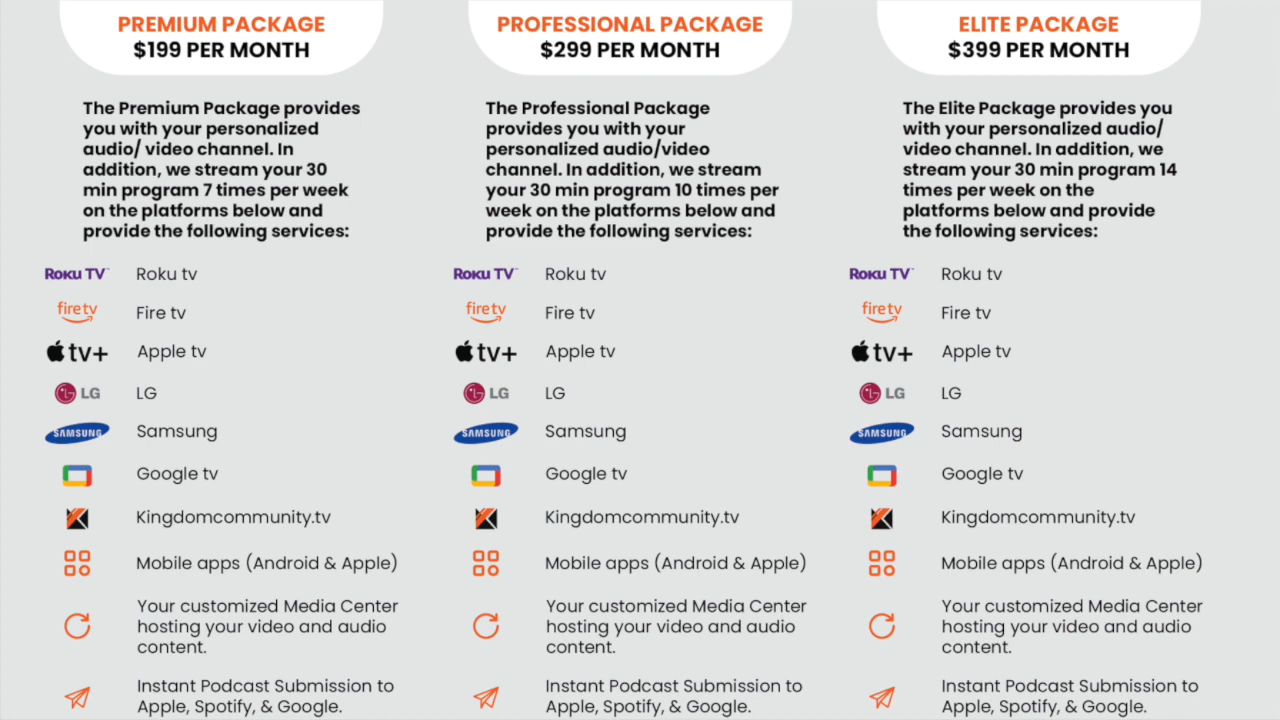 PREMIUM PACKAGE
$199 PER MONTH
The Premium Package provides
you with your personalized
audio/ video channel. In
addition, we stream your 30
min program 7 times per week
on the platforms below and
provide the following services:
ROKU TV Roku tv
fire tv Fire tv
tv+ Apple tv
LG LG
SAMSUNG Samsung
Google tv
Kingdomcommunity.tv
Mobile apps (Android & Apple)
Your customized Media Center
hosting your video and audio
content.
Instant Podcast Submission to
Apple, Spotify, & Google.
PROFESSIONAL PACKAGE
$299 PER MONTH
The Professional Package
provides you with your
personalized audio/video
channel. In addition, we stream
your 30 min program 10 times per
week on the platforms below and
provide the following services:
ROKU TV Roku tv
fire tv Fire tv
tv+ Apple tv
LG LG
SAMSUNG Samsung
Google tv
Kingdomcommunity.tv
Mobile apps (Android & Apple)
Your customized Media Center
hosting your video and audio
content.
Instant Podcast Submission to
Apple, Spotify, & Google.
ELITE PACKAGE
$399 PER MONTH
The Elite Package provides you
with your personalized audio/
video channel. In addition, we
stream your 30 min program 14
times per week on the
platforms below and provide
the following services:
ROKU TV Roku tv
fire tv Fire tv
tv+ Apple tv
LG LG
SAMSUNG Samsung
Google tv
Kingdomcommunity.tv
Mobile apps (Android & Apple)
Your customized Media Center
hosting your video and audio
content.
Instant Podcast Submission to
Apple, Spotify, & Google.